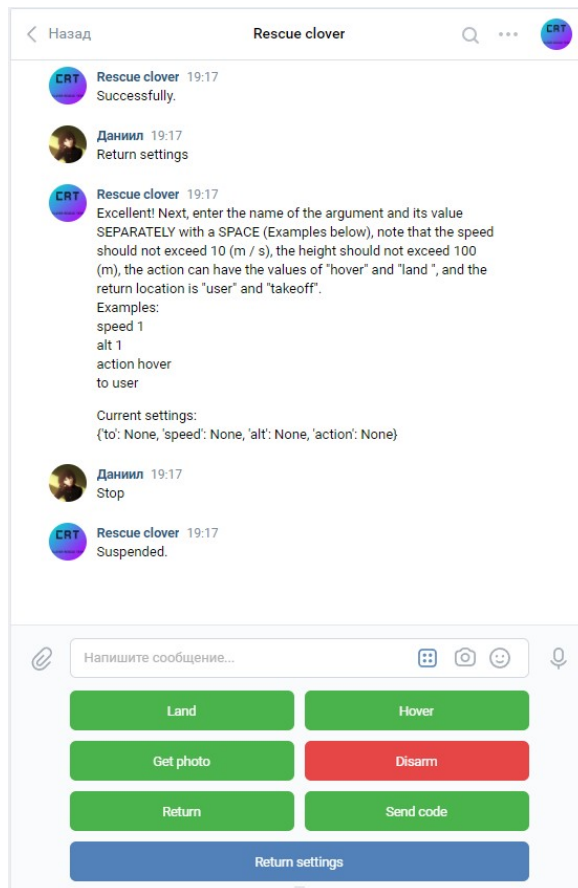 Назад
Rescue clover
CRT
CRT
Rescue clover 19:17
Successfully.
Даниил 19:17
Return settings
CRT
Rescue clover 19:17
Excellent! Next, enter the name of the argument and its value
SEPARATELY with a SPACE (Examples below), note that the speed
should not exceed 10 (m / s), the height should not exceed 100
(m), the action can have the values of "hover" and "land ", and the
return location is "user" and "takeoff".
Examples:
speed 1
alt 1
action hover
to user
Current settings:
{'to': None, 'speed': None, 'alt': None, 'action': None}
Даниил 19:17
Stop
CRT
Rescue clover 19:17
Suspended.
Напишите сообщение...
Land
Hover
Get photo
Disarm
Return
Send code
Return settings